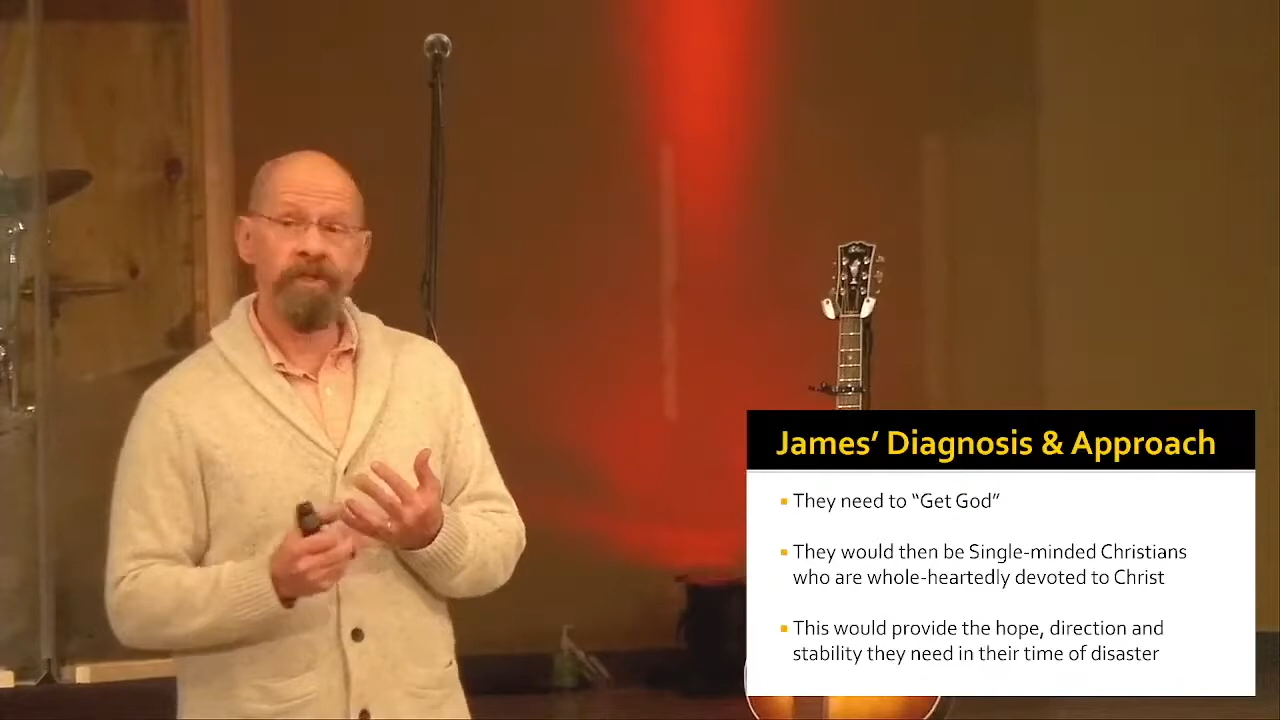 James’ Diagnosis & Approach
They need to “Get God”
They would then be Single-minded Christians
who are whole-heartedly devoted to Christ
This would provide the hope, direction and
stability they need in their time of disaster